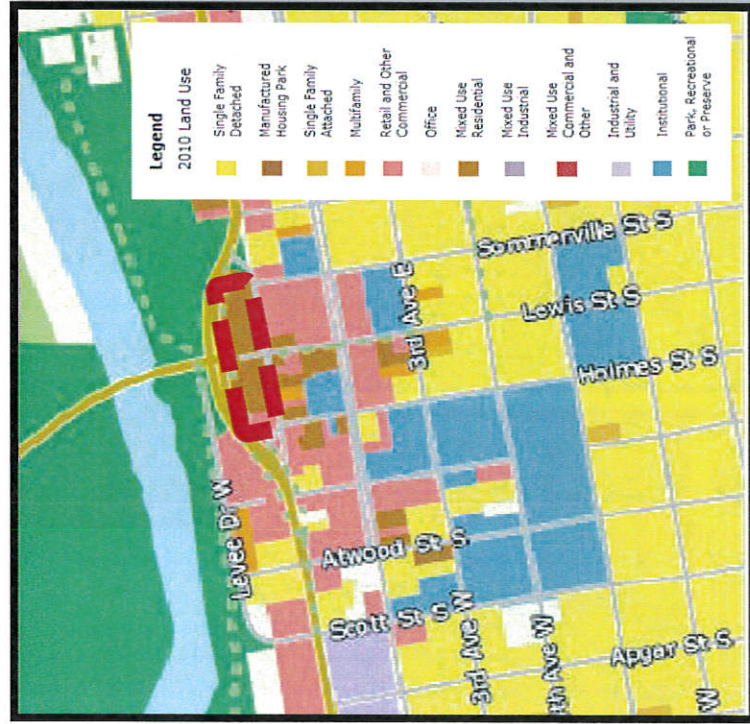 Legend
2010 Land Use
Single Family
Detached
Manufactured
Housing Park
Single Family
Attached
Multifamily
Retail and Other
Commercial
Office
Mixed Use
Residential
Mixed Use
Industrial
Mixed Use
Commercial and
Other
Industrial and
Utility
Institutional
Park, Recreational
or Preserve
Levee Dr W
Sommerville St S
3rd Ave E
Lewis St S
Holmes St S
Atwood St S
Scott St S
3rd Ave W
th Ave W
Apgar St S
W